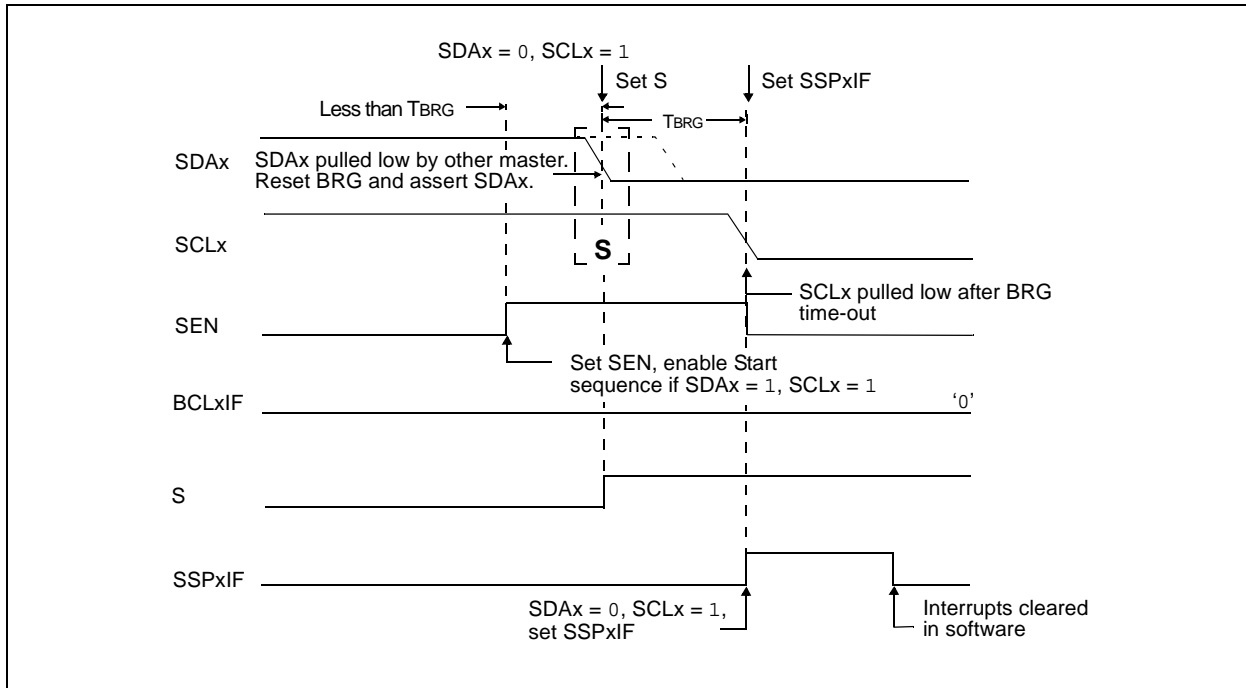 SDAx = 0, SCLx = 1
Set S
Set SSPxIF
Less than TBRG
TBRG
SDAx
SDAx pulled low by other master.
Reset BRG and assert SDAx.
SCLx
S
SCLx pulled low after BRG
time-out
SEN
Set SEN, enable Start
sequence if SDAx = 1, SCLx = 1
BCLxIF
‘0’
S
SSPxIF
SDAx = 0, SCLx = 1,
set SSPxIF
Interrupts cleared
in software